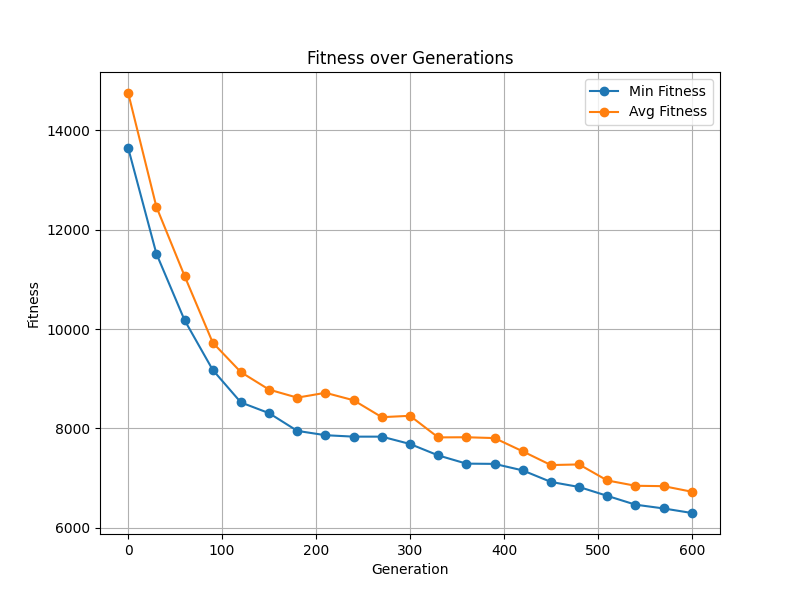 Fitness over Generations
Min Fitness
Avg Fitness
14000
12000
10000
8000
6000
Fitness
0 100 200 300 400 500 600
Generation